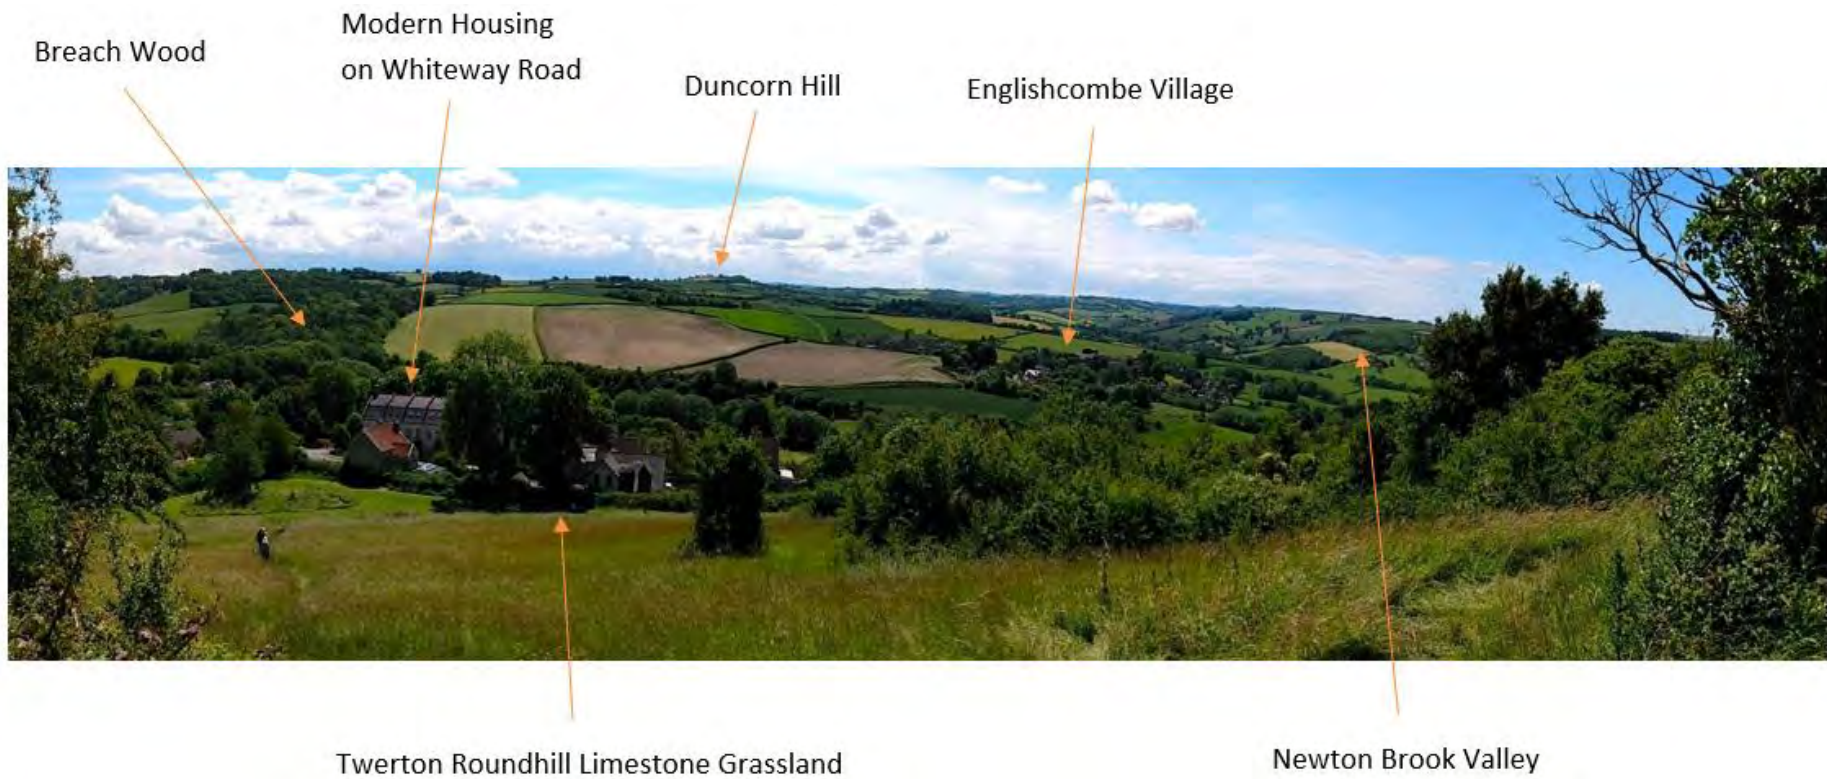 Breach Wood
Modern Housing
on Whiteway Road
Duncorn Hill
Englishcombe Village
Twerton Roundhill Limestone Grassland
Newton Brook Valley